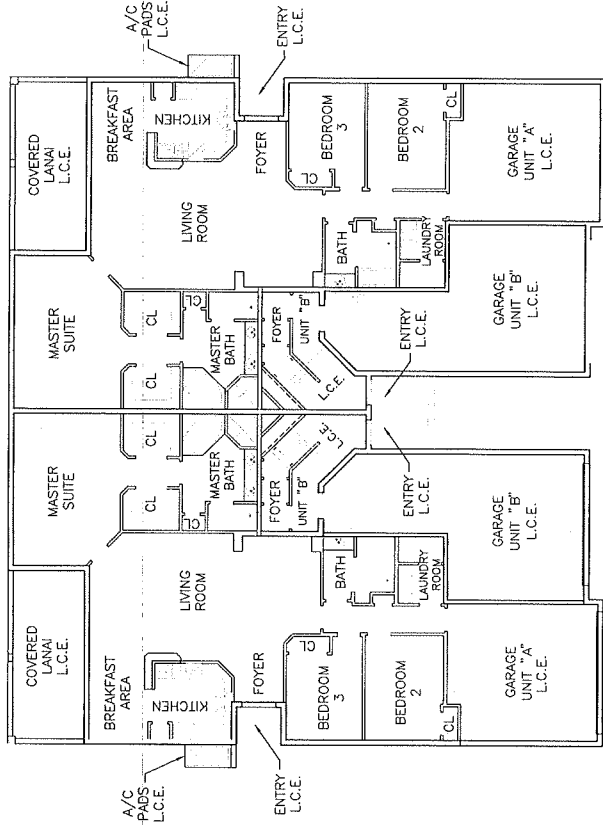 A/C
PADS
L.C.E.
ENTRY
L.C.E.
COVERED
LANAI
L.C.E.
BREAKFAST
AREA
KITCHEN
FOYER
BEDROOM
3
CL
BEDROOM
2
CL
GARAGE
UNIT "A"
L.C.E.
LIVING
ROOM
BATH
LAUNDRY
ROOM
MASTER
SUITE
CL
CL
CL
MASTER
BATH
FOYER
UNIT "B"
L.C.E.
GARAGE
UNIT "B"
L.C.E.
ENTRY
L.C.E.
MASTER
SUITE
CL
CL
CL
MASTER
BATH
FOYER
UNIT "B"
L.C.E.
ENTRY
L.C.E.
GARAGE
UNIT "B"
L.C.E.
COVERED
LANAI
L.C.E.
BREAKFAST
AREA
LIVING
ROOM
KITCHEN
FOYER
CL
BEDROOM
3
BATH
LAUNDRY
ROOM
BEDROOM
2
CL
GARAGE
UNIT "A"
L.C.E.
A/C
PADS
L.C.E.
ENTRY
L.C.E.